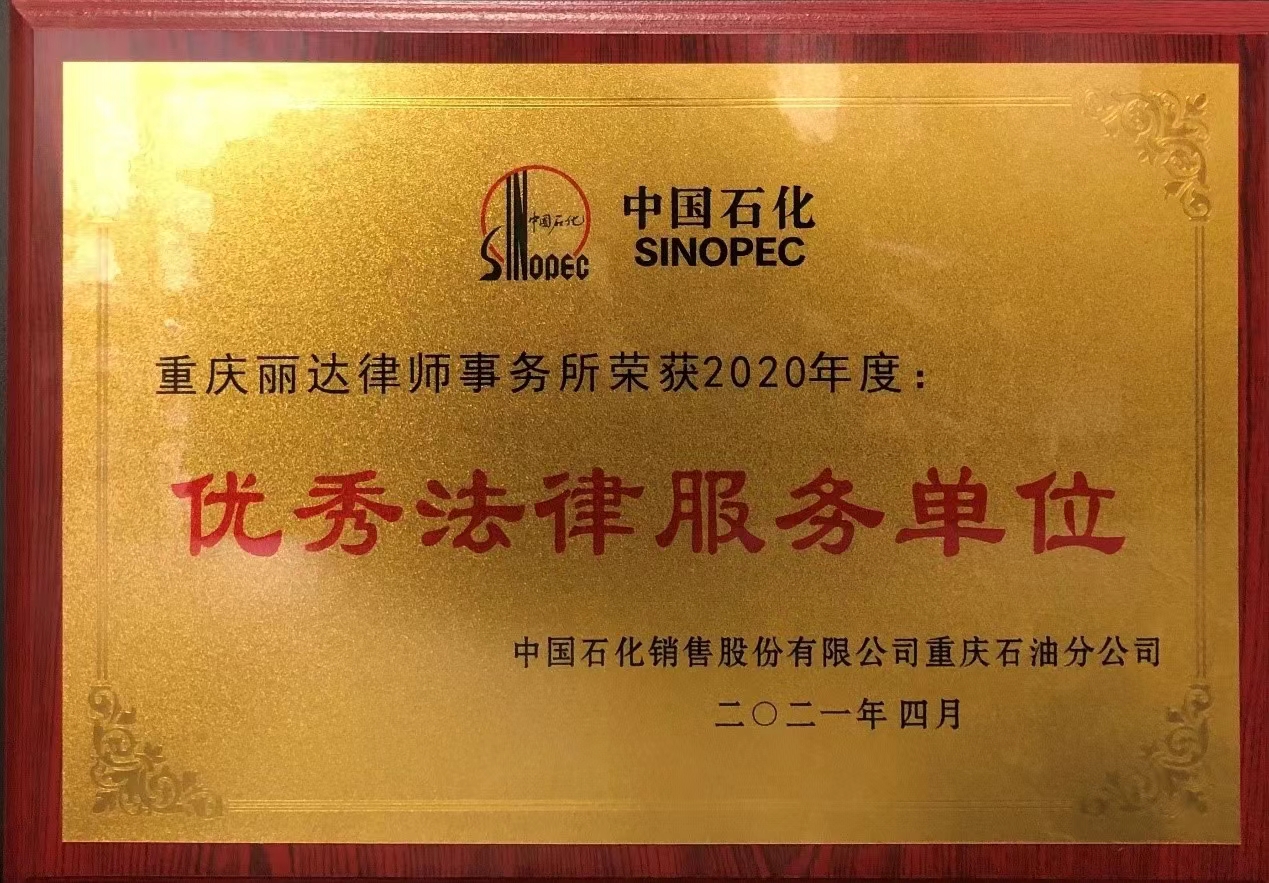 中国石化
SINOPEC
中国石化
SINOPEC
重庆丽达律师事务所荣获2020年度：
优秀法律服务单位
中国石化销售股份有限公司重庆石油分公司
二〇二一年四月